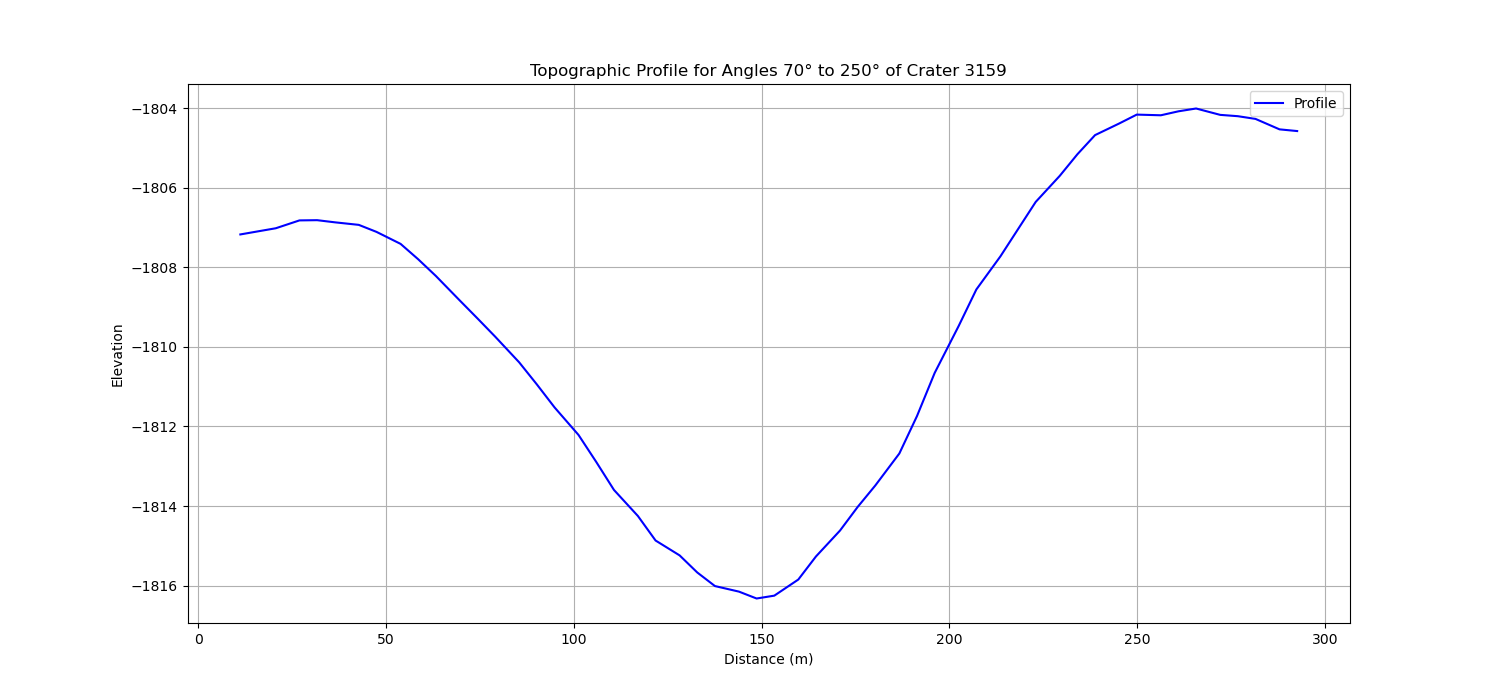 Topographic Profile for Angles 70° to 250° of Crater 3159
Profile
−1804
−1806
−1808
−1810
−1812
−1814
−1816
Elevation
0 50 100 150 200 250 300
Distance (m)